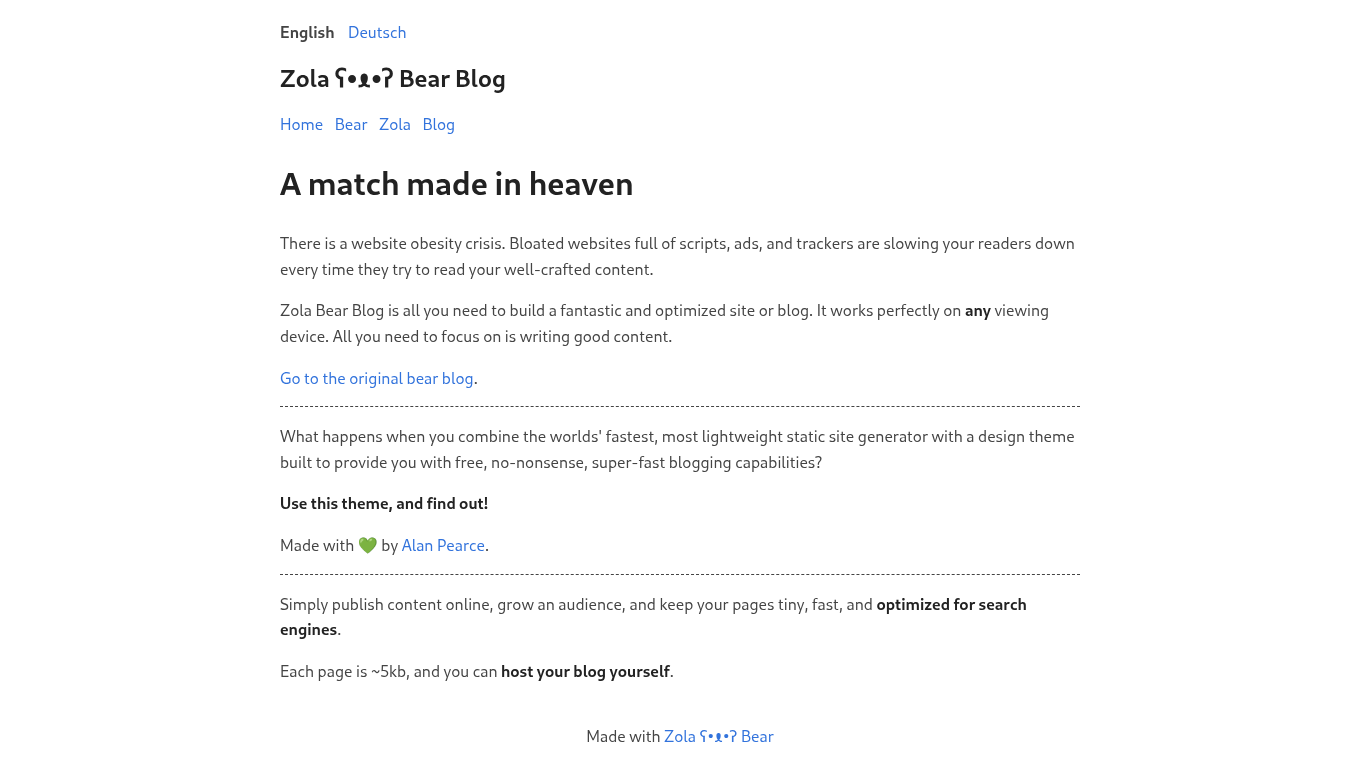 English Deutsch
Zola ʕ•ᴥ•ʔ Bear Blog
Home Bear Zola Blog
A match made in heaven
There is a website obesity crisis. Bloated websites full of scripts, ads, and trackers are slowing your readers down
every time they try to read your well-crafted content.
Zola Bear Blog is all you need to build a fantastic and optimized site or blog. It works perfectly on any viewing
device. All you need to focus on is writing good content.
Go to the original bear blog.
What happens when you combine the worlds' fastest, most lightweight static site generator with a design theme
built to provide you with free, no-nonsense, super-fast blogging capabilities?
Use this theme, and find out!
Made with 💚 by Alan Pearce.
Simply publish content online, grow an audience, and keep your pages tiny, fast, and optimized for search
engines.
Each page is ~5kb, and you can host your blog yourself.
Made with Zola ʕ•ᴥ•ʔ Bear